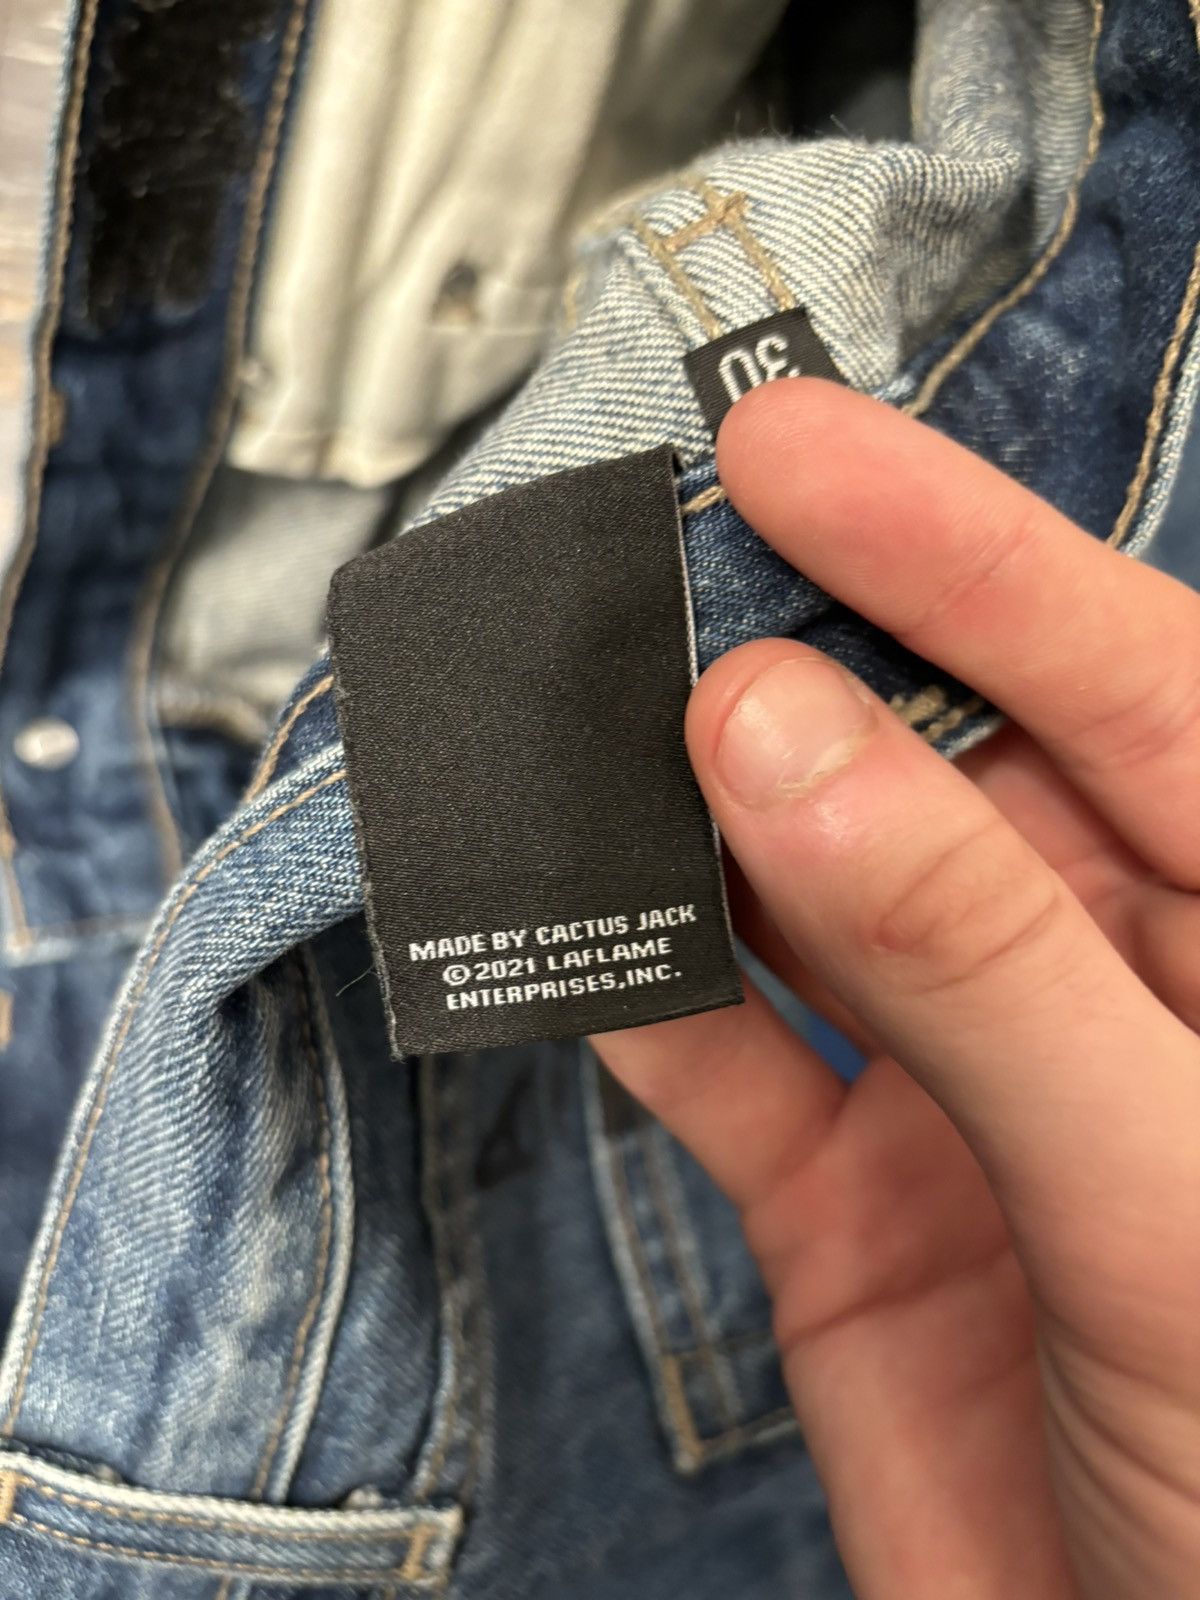 30
MADE BY CACTUS JACK
©2021 LAFLAME
ENTERPRISES,INC.